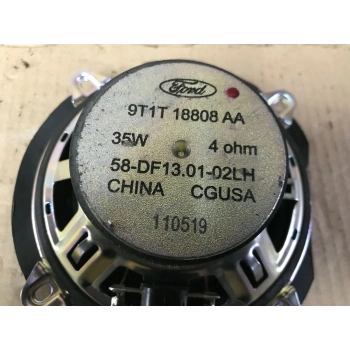 Ford
9T1T 18808 AA
35W 4 ohm
58-DF13.01-02LH
CHINA CGUSA
110519